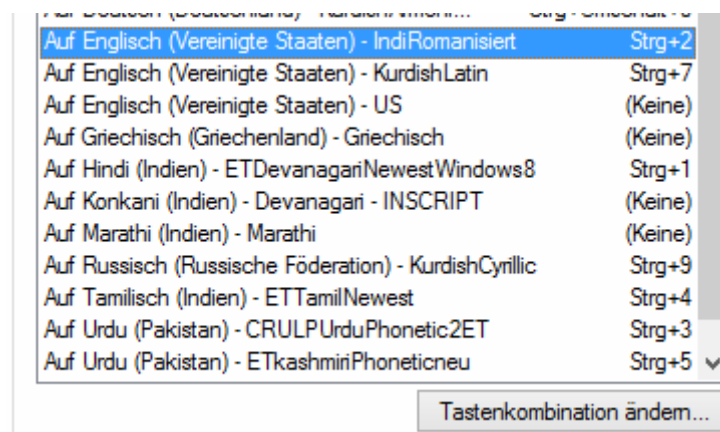 Auf Englisch (Vereinigte Staaten) - IndiRomanisiert Strg+2
Auf Englisch (Vereinigte Staaten) - KurdishLatin Strg+7
Auf Englisch (Vereinigte Staaten) - US (Keine)
Auf Griechisch (Griechenland) - Griechisch (Keine)
Auf Hindi (Indien) - ETDevanagariNewestWindows8 Strg+1
Auf Konkani (Indien) - Devanagari - INSCRIPT (Keine)
Auf Marathi (Indien) - Marathi (Keine)
Auf Russisch (Russische Föderation) - KurdishCyrillic Strg+9
Auf Tamilisch (Indien) - ETTamilNewest Strg+4
Auf Urdu (Pakistan) - CRULPUrduPhonetic2ET Strg+3
Auf Urdu (Pakistan) - ETkashmiriPhoneticneu Strg+5
Tastenkombination ändern...